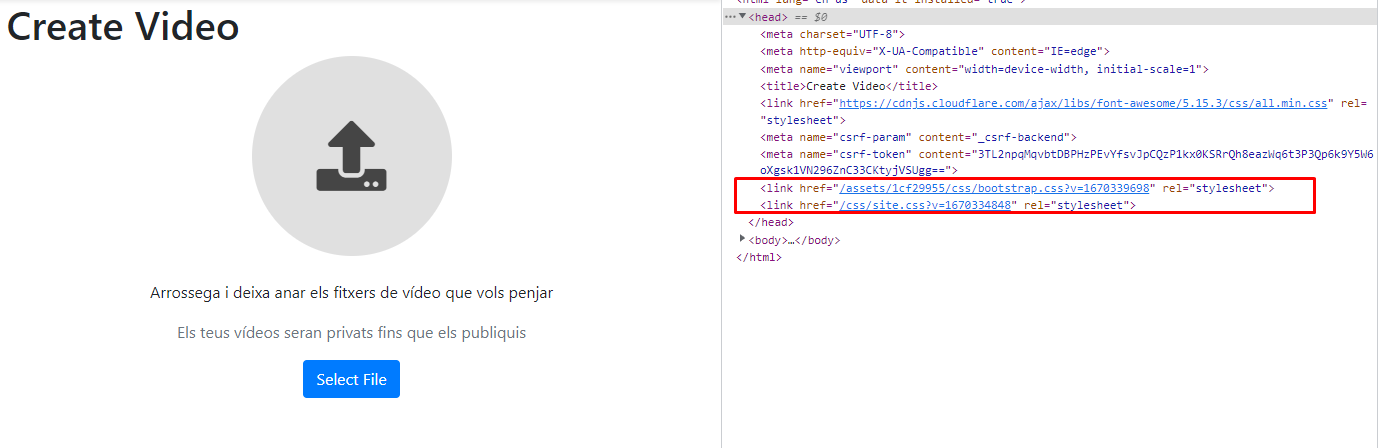 Create Video
Arrossega i deixa anar els fitxers de vídeo que vols penjar
Els teus vídeos seran privats fins que els publiquis
Select File
<head> == $0
<meta charset="UTF-8">
<meta http-equiv="X-UA-Compatible" content="IE=edge">
<meta name="viewport" content="width=device-width, initial-scale=1">
<title>Create Video</title>
<link href="https://cdnjs.cloudflare.com/ajax/libs/font-awesome/5.15.3/css/all.min.css" rel=
"stylesheet">
<meta name="csrf-param" content="_csrf-backend">
<meta name="csrf-token" content="3TL2npqMqvbtDBPHzPEvYfsvJpCQzP1kx0KSRrQh8eazWq6t3P3Qp6k9Y5W6
oXgsk1VN296ZnC33CKtyjVSUgg==">
<link href="/assets/1cf29955/css/bootstrap.css?v=1670339698" rel="stylesheet">
<link href="/css/site.css?v=1670334848" rel="stylesheet">
</head>
<body>…</body>
</html>